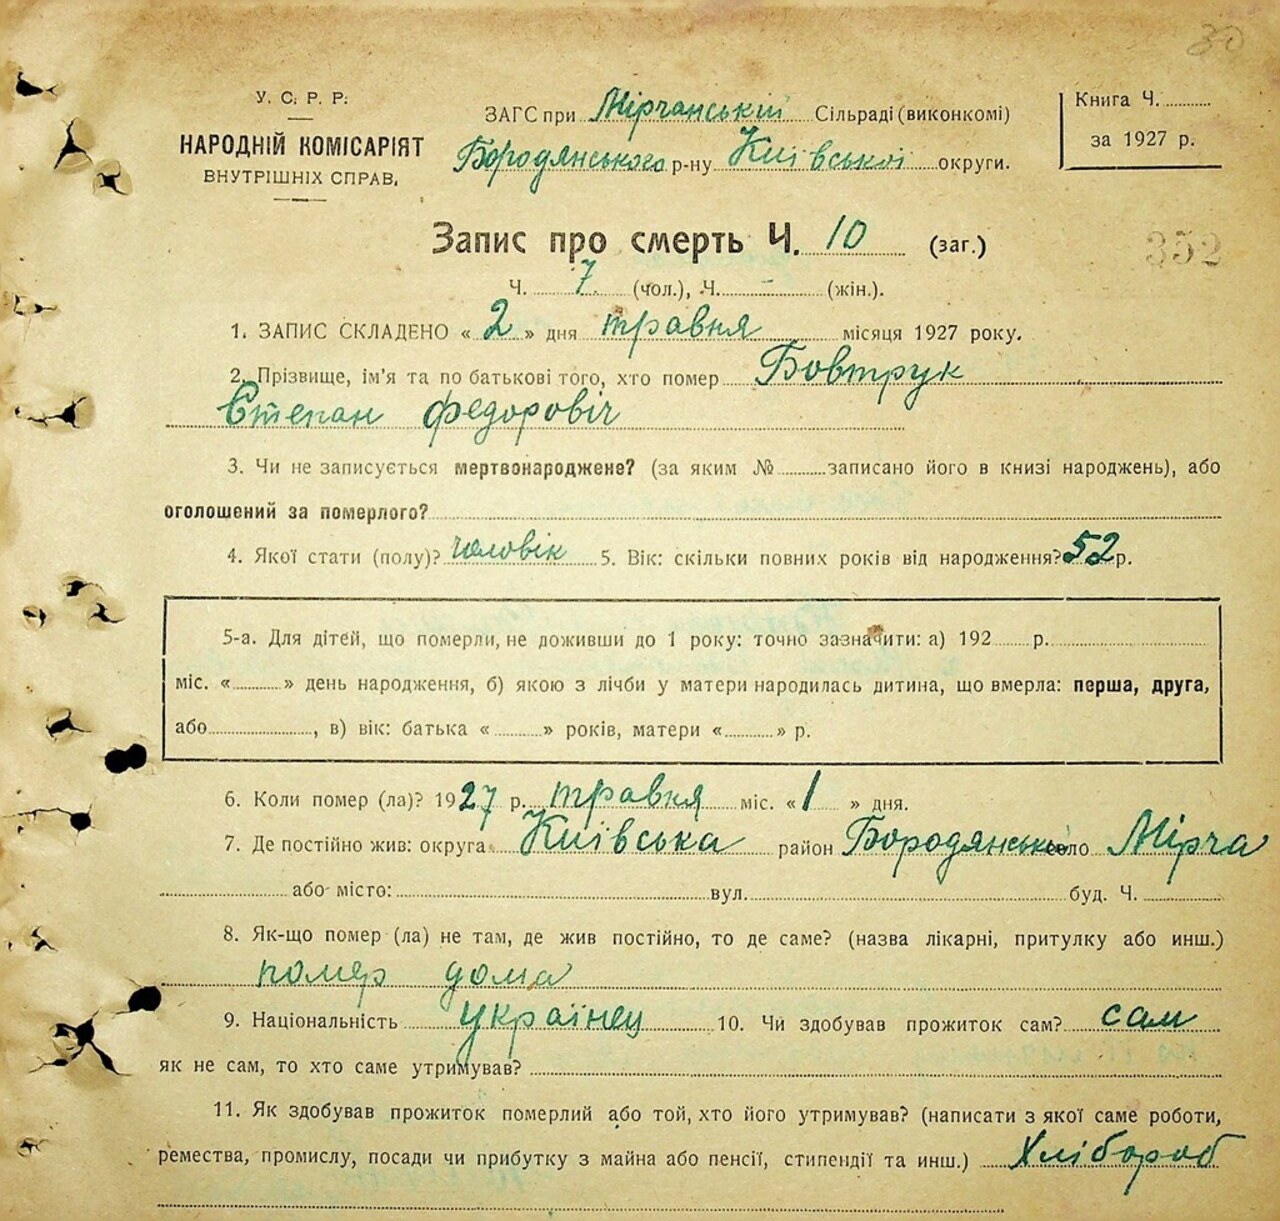 30
У. С. Р. Р.
НАРОДНІЙ КОМІСАРІЯТ
ВНУТРІШНІХ СПРАВ.
ЗАГС при Мірчанській Сільраді (виконкомі)
Бородянського р-ну Київської округи.
Книга Ч.
за 1927 р.
Запис про смерть Ч. 10 (заг.)
352
Ч. 7. (чол.), Ч. - (жін.).
1. ЗАПИС СКЛАДЕНО « 2 » дня травня місяця 1927 року.
2. Прізвище, ім'я та по батькові того, хто помер Бовтрук
Степан Федоровіч
3. Чи не записується мертвонароджене? (за яким № записано його в книзі народжень), або
оголошений за померлого?
4. Якої стати (полу)? чоловік 5. Вік: скільки повних років від народження? 52 р.
5-а. Для дітей, що померли, не доживши до 1 року: точно зазначити: а) 192 р.
міс. « » день народження, б) якою з лічби у матери народилась дитина, що вмерла: перша, друга,
або , в) вік: батька « » років, матери « » р.
6. Коли помер (ла)? 1927 р. травня міс. « 1 » дня.
7. Де постійно жив: округа Київська район Бородянський село Мірча
або місто: вул. буд. Ч.
8. Як-що помер (ла) не там, де жив постійно, то де саме? (назва лікарні, притулку або инш.)
помер дома
9. Національність українец 10. Чи здобував прожиток сам? сам
як не сам, то хто саме утримував?
11. Як здобував прожиток померлий або той, хто його утримував? (написати з якої саме роботи,
ремества, промислу, посади чи прибутку з майна або пенсії, стипендії та инш.) Хлібороб